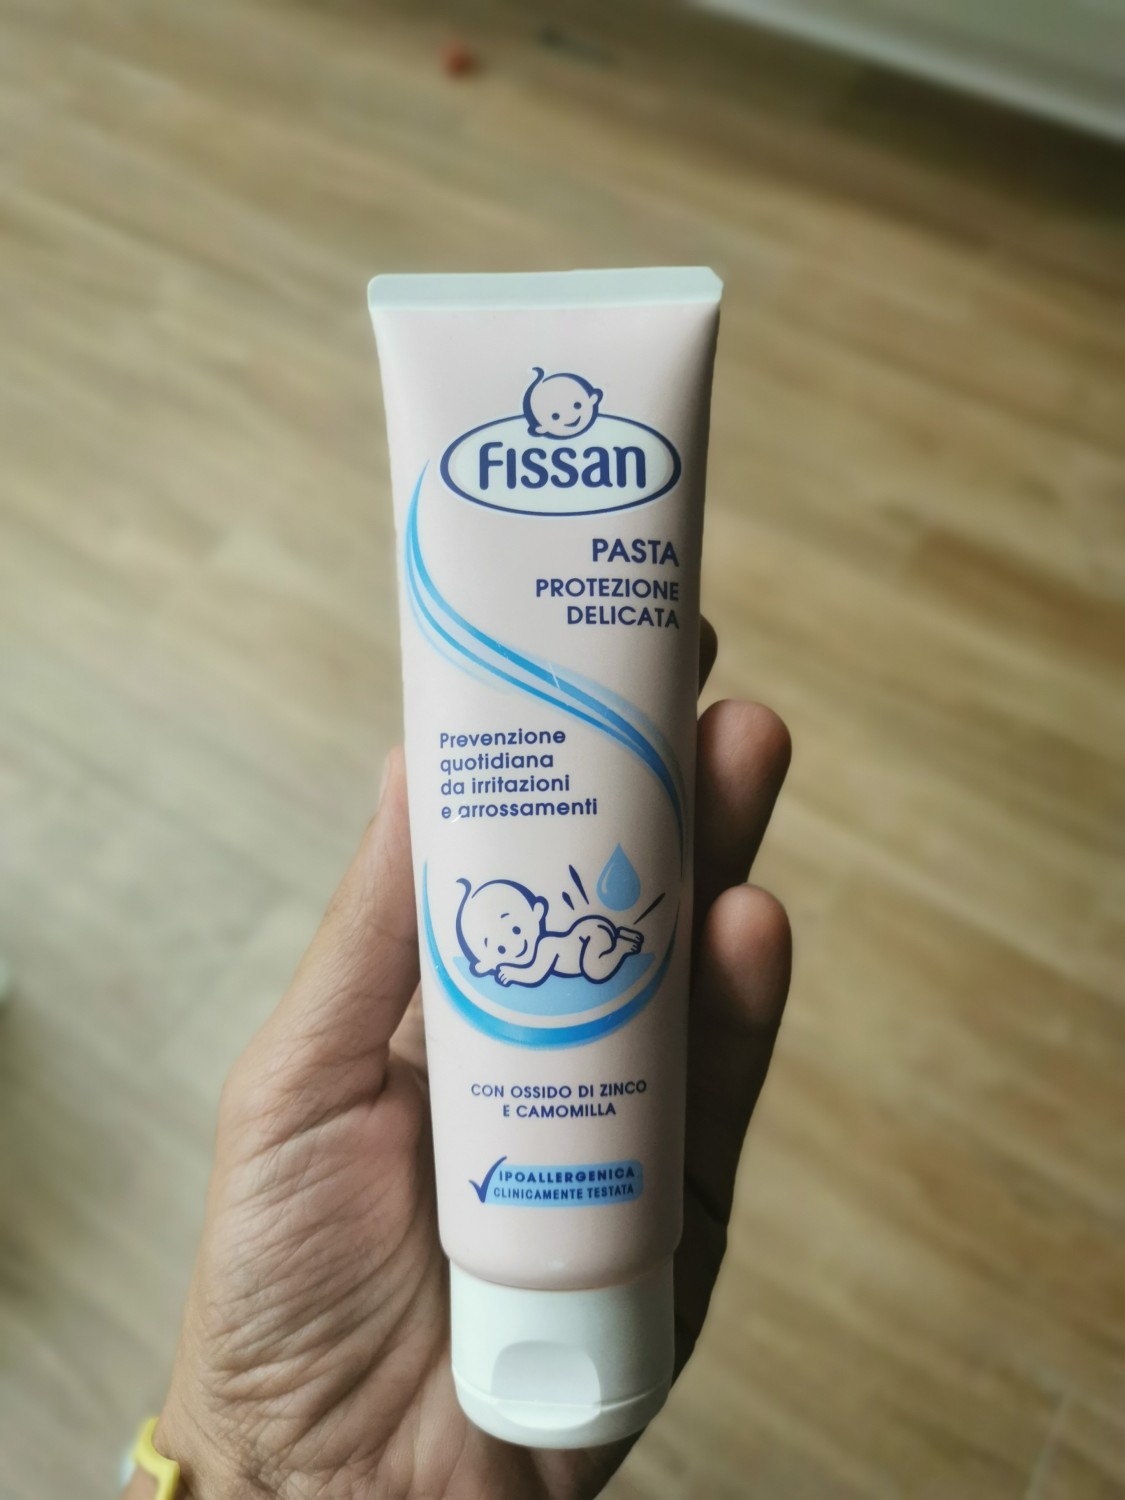 Fissan
PASTA
PROTEZIONE
DELICATA
Prevenzione
quotidiana
da irritazioni
e arrossamenti
CON OSSIDO DI ZINCO
E CAMOMILLA
IPOALLERGENICA
CLINICAMENTE TESTATA